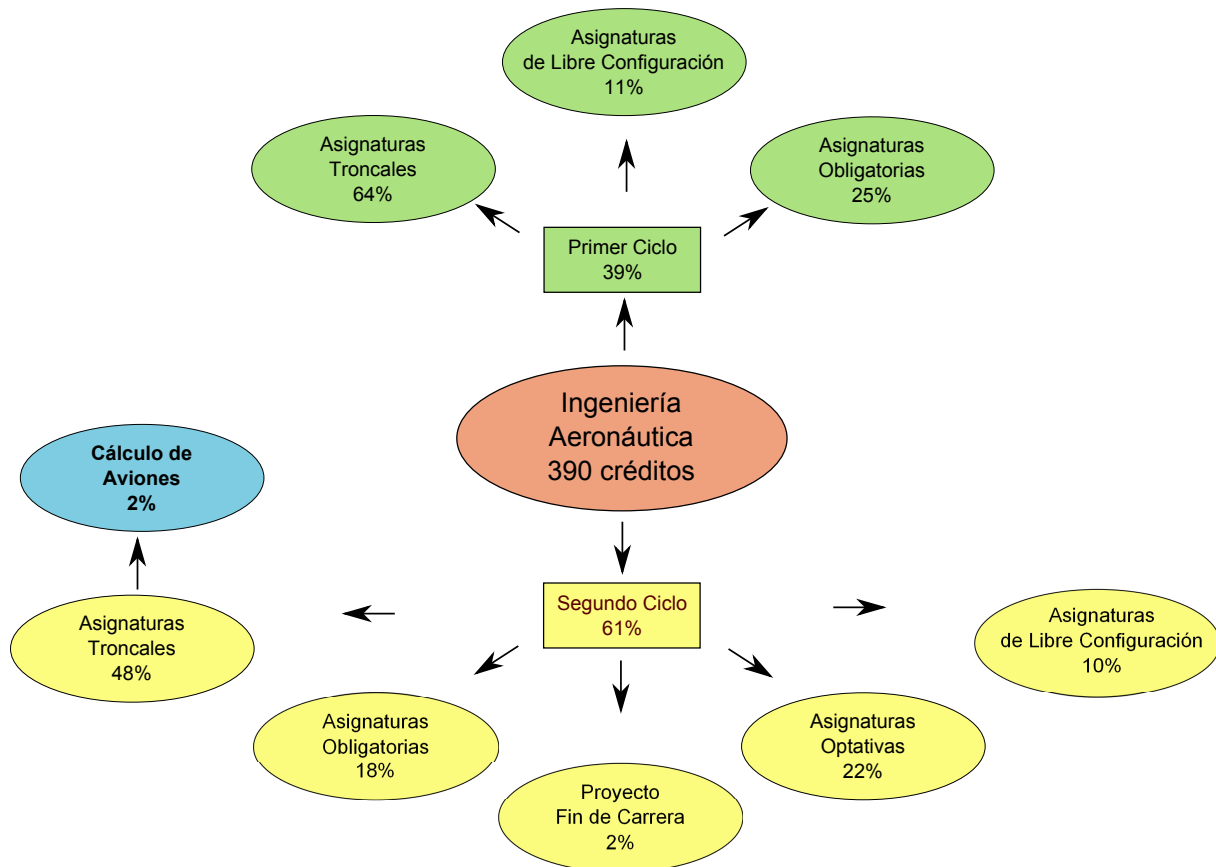 Asignaturas
de Libre Configuración
11%
Asignaturas
Troncales
64%
Asignaturas
Obligatorias
25%
Primer Ciclo
39%
Ingeniería
Aeronáutica
390 créditos
Cálculo de
Aviones
2%
Segundo Ciclo
61%
Asignaturas
Troncales
48%
Asignaturas
de Libre Configuración
10%
Asignaturas
Obligatorias
18%
Asignaturas
Optativas
22%
Proyecto
Fin de Carrera
2%